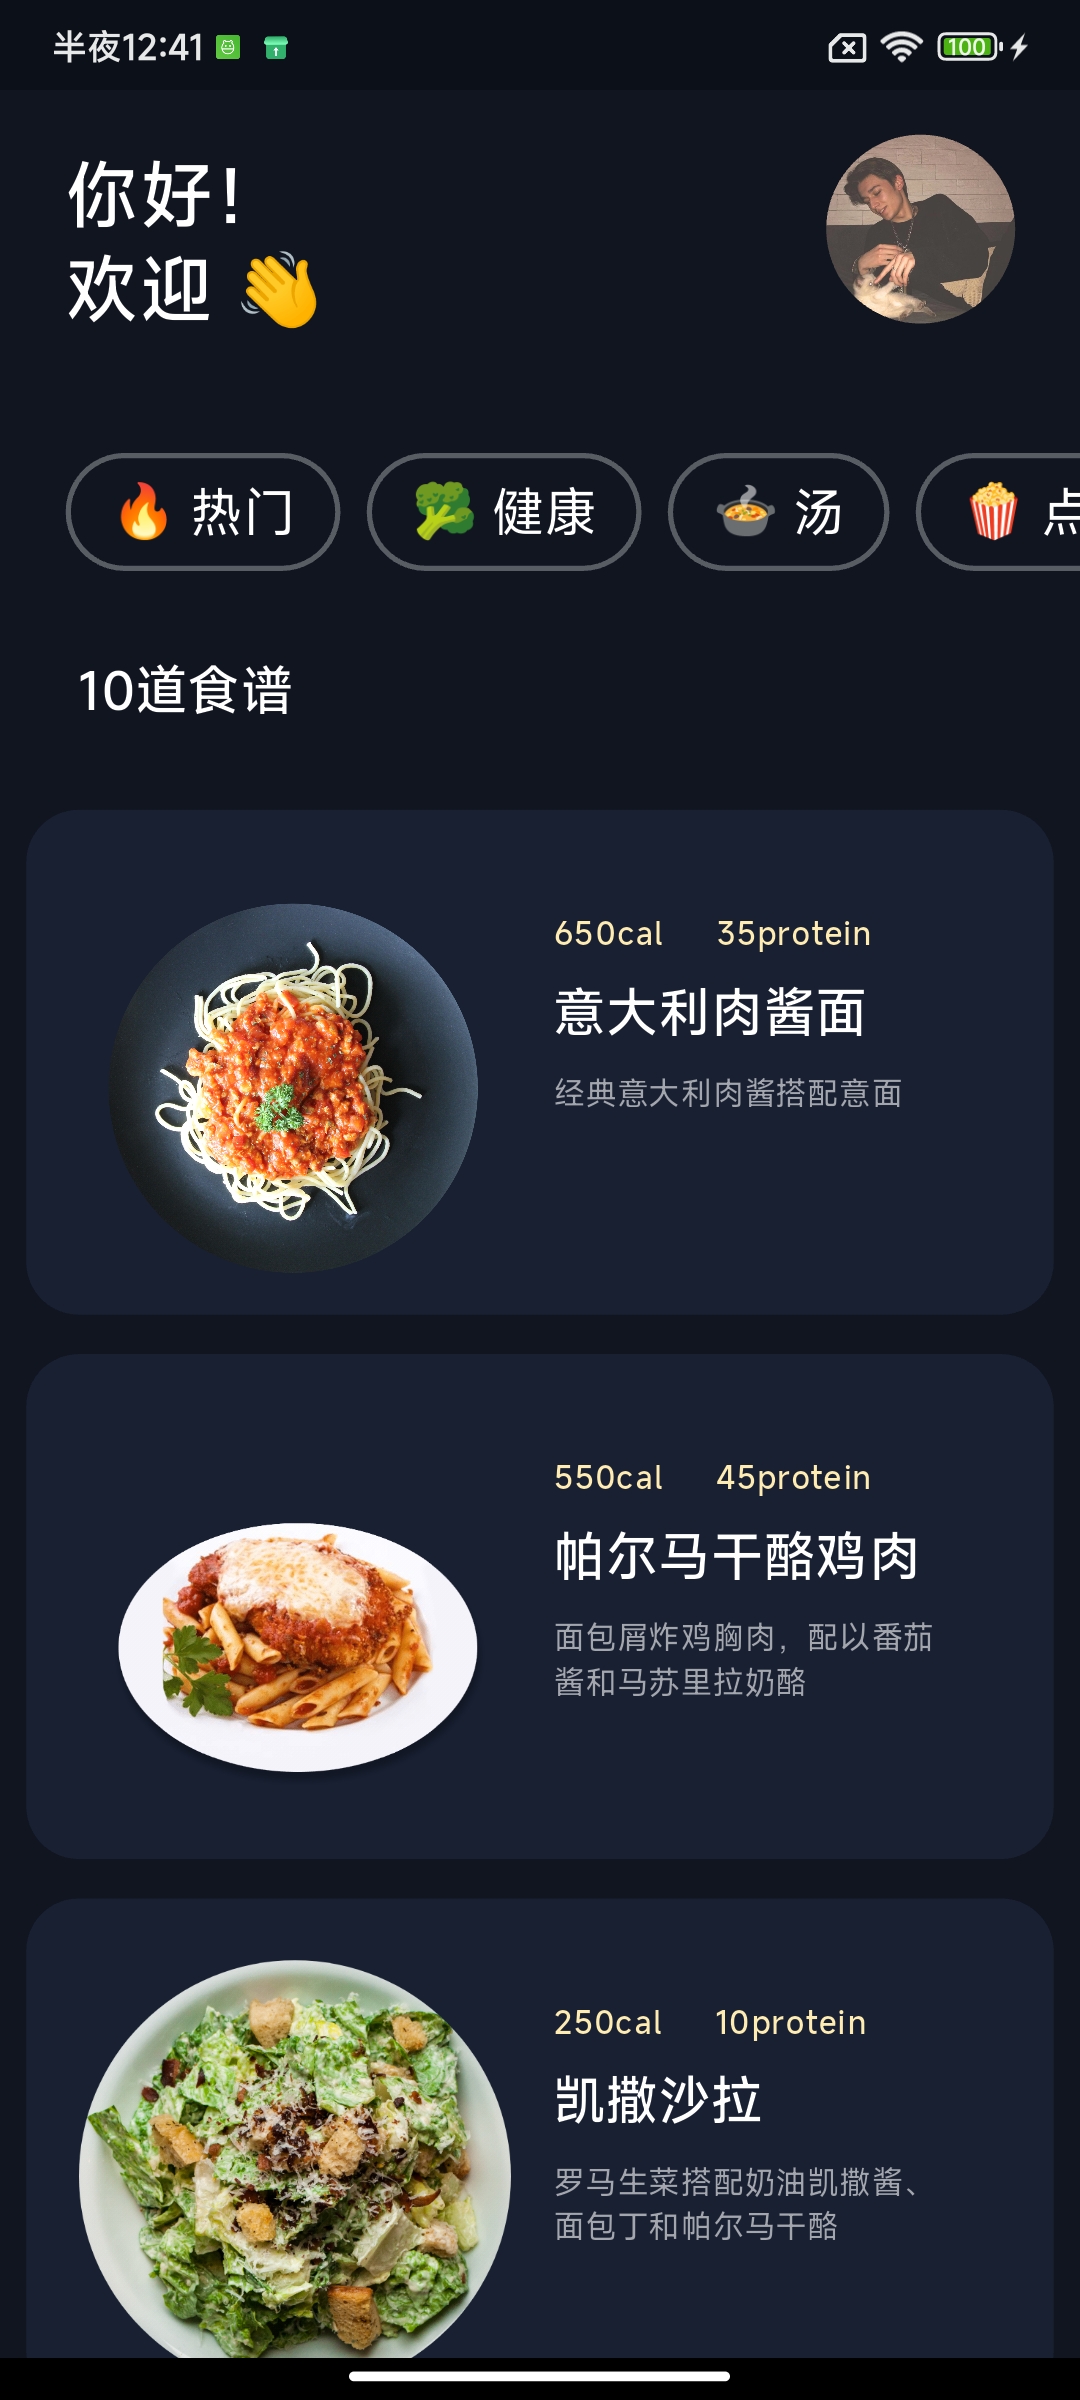 半夜12:41
100
你好！
欢迎 👋
🔥 热门
🥦 健康
🍲 汤
🍿 点
10道食谱
650cal 35protein
意大利肉酱面
经典意大利肉酱搭配意面
550cal 45protein
帕尔马干酪鸡肉
面包屑炸鸡胸肉，配以番茄
酱和马苏里拉奶酪
250cal 10protein
凯撒沙拉
罗马生菜搭配奶油凯撒酱、
面包丁和帕尔马干酪